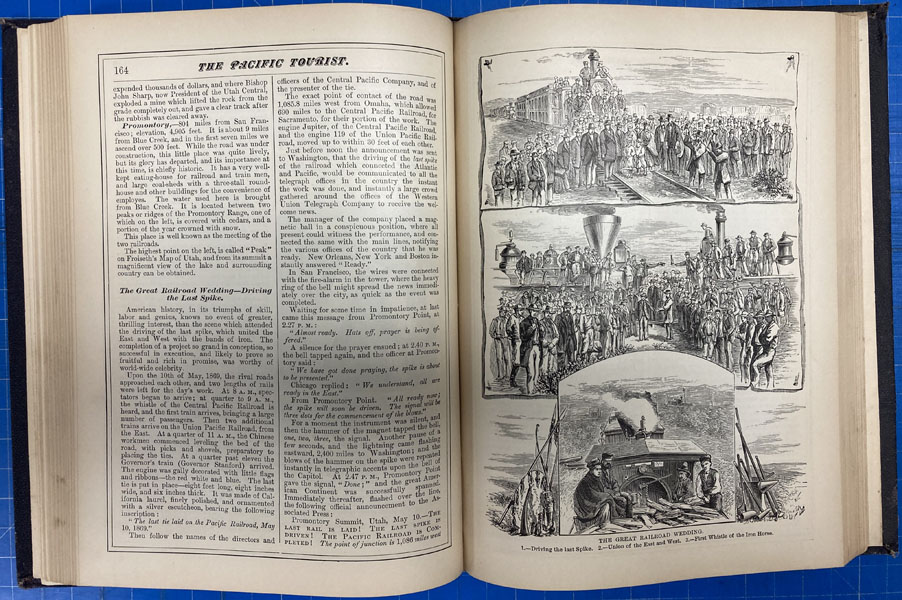 164
THE PACIFIC TOURIST.
expended thousands of dollars, and where Bishop
John Sharp, now President of the Utah Central,
exploded a mine which lifted the rock from the
grade completely out, and gave a clear track after
the rubbish was cleared away.
Promontory,—804 miles from San Fran-
cisco; elevation, 4,905 feet. It is about 9 miles
from Blue Creek, and in the first seven miles we
ascend over 500 feet. While the road was under
construction, this little place was quite lively,
but its glory has departed, and its importance at
this time, is chiefly historic. It has a very well-
kept eating-house for railroad and train men,
and large coal-sheds with a three-stall round-
house and other buildings for the convenience of
employes. The water used here is brought
from Blue Creek. It is located between two
peaks or ridges of the Promontory Range, one of
which on the left, is covered with cedars, and a
portion of the year crowned with snow.
This place is well known as the meeting of the
two railroads.
The highest point on the left, is called "Peak"
on Froiseth's Map of Utah, and from its summit a
magnificent view of the lake and surrounding
country can be obtained.
The Great Railroad Wedding—Driving
the Last Spike.
American history, in its triumphs of skill,
labor and genius, knows no event of greater,
thrilling interest, than the scene which attended
the driving of the last spike, which united the
East and West with the bands of iron. The
completion of a project so grand in conception, so
successful in execution, and likely to prove so
fruitful and rich in promise, was worthy of
world-wide celebrity.
Upon the 10th of May, 1869, the rival roads
approached each other, and two lengths of rails
were left for the day's work. At 8 A. M., spec-
tators began to arrive; at quarter to 9 A. M.,
the whistle of the Central Pacific Railroad is
heard, and the first train arrives, bringing a large
number of passengers. Then two additional
trains arrive on the Union Pacific Railroad, from
the East. At a quarter of 11 A. M., the Chinese
workmen commenced leveling the bed of the
road, with picks and shovels, preparatory to
placing the ties. At a quarter past eleven the
Governor's train (Governor Stanford) arrived.
The engine was gaily decorated with little flags
and ribbons—the red white and blue. The last
tie is put in place—eight feet long, eight inches
wide, and six inches thick. It was made of Cal-
ifornia laurel, finely polished, and ornamented
with a silver escutcheon, bearing the following
inscription:
"The last tie laid on the Pacific Railroad, May
10, 1869."
Then follow the names of the directors and
officers of the Central Pacific Company, and of
the presenter of the tie.
The exact point of contact of the road was
1,085.8 miles west from Omaha, which allowed
690 miles to the Central Pacific Railroad, for
Sacramento, for their portion of the work. The
engine Jupiter, of the Central Pacific Railroad,
and the engine 119 of the Union Pacific Rail-
road, moved up to within 30 feet of each other.
Just before noon the announcement was sent
to Washington, that the driving of the last spike
of the railroad which connected the Atlantic
and Pacific, would be communicated to all the
telegraph offices in the country the instant
the work was done, and instantly a large crowd
gathered around the offices of the Western
Union Telegraph Company to receive the wel-
come news.
The manager of the company placed a mag-
netic ball in a conspicuous position, where all
present could witness the performance, and con-
nected the same with the main lines, notifying
the various offices of the country that he was
ready. New Orleans, New York and Boston in-
stantly answered "Ready."
In San Francisco, the wires were connected
with the fire-alarm in the tower, where the heavy
ring of the bell might spread the news immedi-
ately over the city, as quick as the event was
completed.
Waiting for some time in impatience, at last
came this message from Promontory Point, at
2.27 P. M.:
"Almost ready. Hats off, prayer is being of-
fered."
A silence for the prayer ensued; at 2.40 P. M.,
the bell tapped again, and the officer at Promon-
tory said:
"We have got done praying, the spike is about
to be presented."
Chicago replied: "We understand, all are
ready in the East."
From Promontory Point. "All ready now;
the spike will soon be driven. The signal will be
three dots for the commencement of the blows."
For a moment the instrument was silent, and
then the hammer of the magnet tapped the bell,
one, two, three, the signal. Another pause of a
few seconds, and the lightning came flashing
eastward, 2,400 miles to Washington; and the
blows of the hammer on the spike were repeated
instantly in telegraphic accents upon the bell of
the Capitol. At 2.47 P. M., Promontory Point
gave the signal, "Done;" and the great Amer-
ican Continent was successfully spanned.
Immediately thereafter, flashed over the line,
the following official announcement to the As-
sociated Press:
Promontory Summit, Utah, May 10.—THE
LAST RAIL IS LAID! THE LAST SPIKE IS
DRIVEN! THE PACIFIC RAILROAD IS COM-
PLETED! The point of junction is 1,086 miles west
THE GREAT RAILROAD WEDDING.
1.—Driving the last Spike. 2.—Union of the East and West. 3.—First Whistle of the Iron Horse.